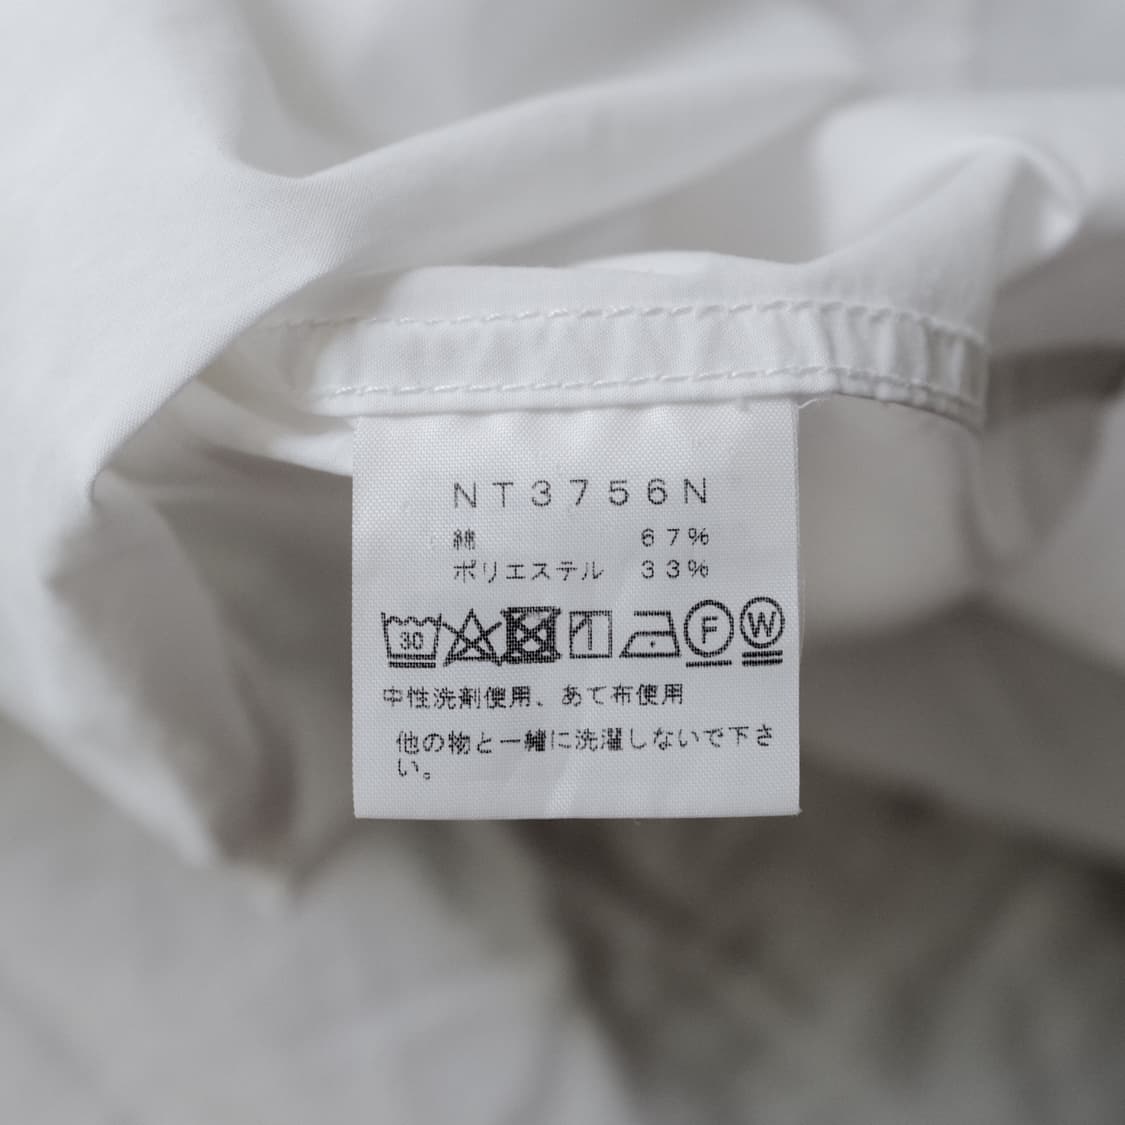 NT3756N
綿 67%
ポリエステル 33%
30 F W
中性洗剤使用、あて布使用
他の物と一緒に洗濯しないで下さ
い。